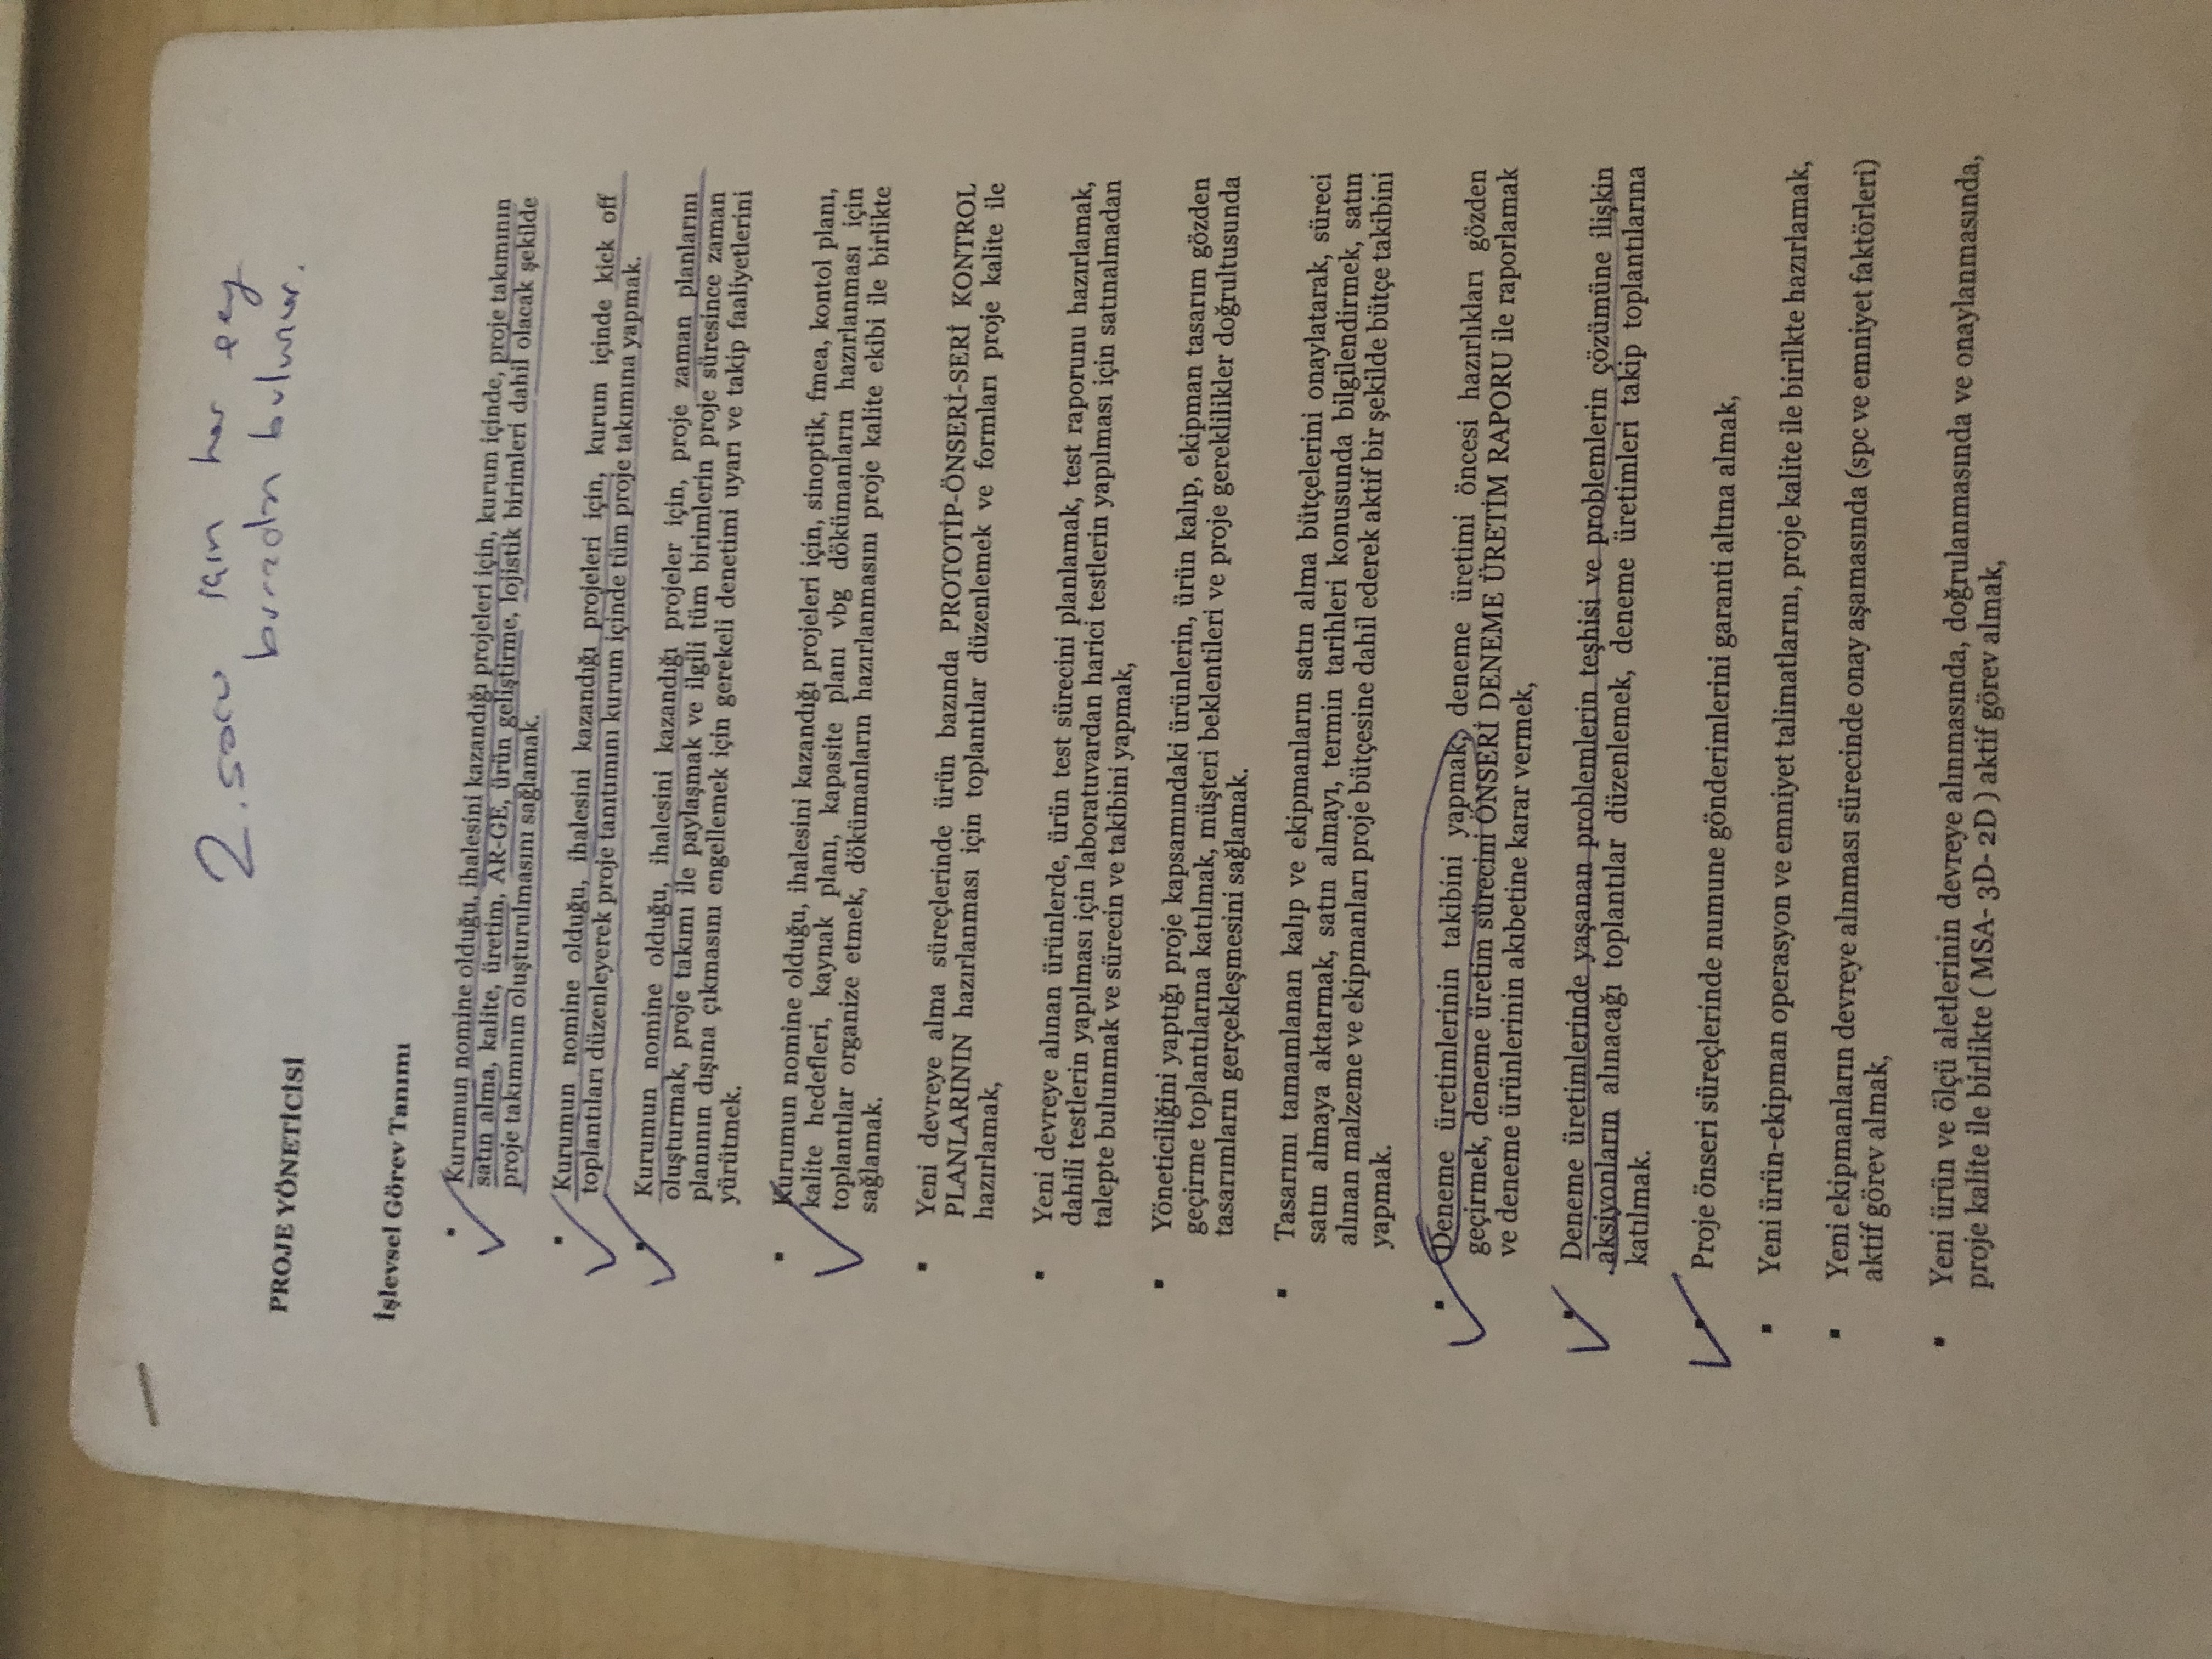 2. soru için her şey
buradan bulunur.
PROJE YÖNETİCİSİ
İşlevsel Görev Tanımı
▪ Kurumun nomine olduğu, ihalesini kazandığı projeleri için, kurum içinde, proje takımının
satın alma, kalite, üretim, AR-GE, ürün geliştirme, lojistik birimleri dahil olacak şekilde
proje takımının oluşturulmasını sağlamak.
▪ Kurumun nomine olduğu, ihalesini kazandığı projeleri için, kurum içinde kick off
toplantıları düzenleyerek proje tanıtımını kurum içinde tüm proje takımına yapmak.
▪ Kurumun nomine olduğu, ihalesini kazandığı projeler için, proje zaman planlarını
oluşturmak, proje takımı ile paylaşmak ve ilgili tüm birimlerin proje süresince zaman
planının dışına çıkmasını engellemek için gerekeli denetimi uyarı ve takip faaliyetlerini
yürütmek.
▪ Kurumun nomine olduğu, ihalesini kazandığı projeleri için, sinoptik, fmea, kontol planı,
kalite hedefleri, kaynak planı, kapasite planı vbg dökümanların hazırlanması için
toplantılar organize etmek, dökümanların hazırlanmasını proje kalite ekibi ile birlikte
sağlamak.
▪ Yeni devreye alma süreçlerinde ürün bazında PROTOTİP-ÖNSERİ-SERİ KONTROL
PLANLARININ hazırlanması için toplantılar düzenlemek ve formları proje kalite ile
hazırlamak,
▪ Yeni devreye alınan ürünlerde, ürün test sürecini planlamak, test raporunu hazırlamak,
dahili testlerin yapılması için laboratuvardan harici testlerin yapılması için satınalmadan
talepte bulunmak ve sürecin ve takibini yapmak,
▪ Yöneticiliğini yaptığı proje kapsamındaki ürünlerin, ürün kalıp, ekipman tasarım gözden
geçirme toplantılarına katılmak, müşteri beklentileri ve proje gereklilikler doğrultusunda
tasarımların gerçekleşmesini sağlamak.
▪ Tasarımı tamamlanan kalıp ve ekipmanların satın alma bütçelerini onaylatarak, süreci
satın almaya aktarmak, satın almayı, termin tarihleri konusunda bilgilendirmek, satın
alınan malzeme ve ekipmanları proje bütçesine dahil ederek aktif bir şekilde bütçe takibini
yapmak.
▪ Deneme üretimlerinin takibini yapmak, deneme üretimi öncesi hazırlıkları gözden
geçirmek, deneme üretim sürecini ÖNSERİ DENEME ÜRETİM RAPORU ile raporlamak
ve deneme ürünlerinin akıbetine karar vermek,
▪ Deneme üretimlerinde yaşanan problemlerin teşhisi ve problemlerin çözümüne ilişkin
aksiyonların alınacağı toplantılar düzenlemek, deneme üretimleri takip toplantılarına
katılmak.
▪ Proje önseri süreçlerinde numune gönderimlerini garanti altına almak,
▪ Yeni ürün-ekipman operasyon ve emniyet talimatlarını, proje kalite ile birilkte hazırlamak,
▪ Yeni ekipmanların devreye alınması sürecinde onay aşamasında (spc ve emniyet faktörleri)
aktif görev almak,
▪ Yeni ürün ve ölçü aletlerinin devreye alınmasında, doğrulanmasında ve onaylanmasında,
proje kalite ile birlikte ( MSA- 3D- 2D ) aktif görev almak,